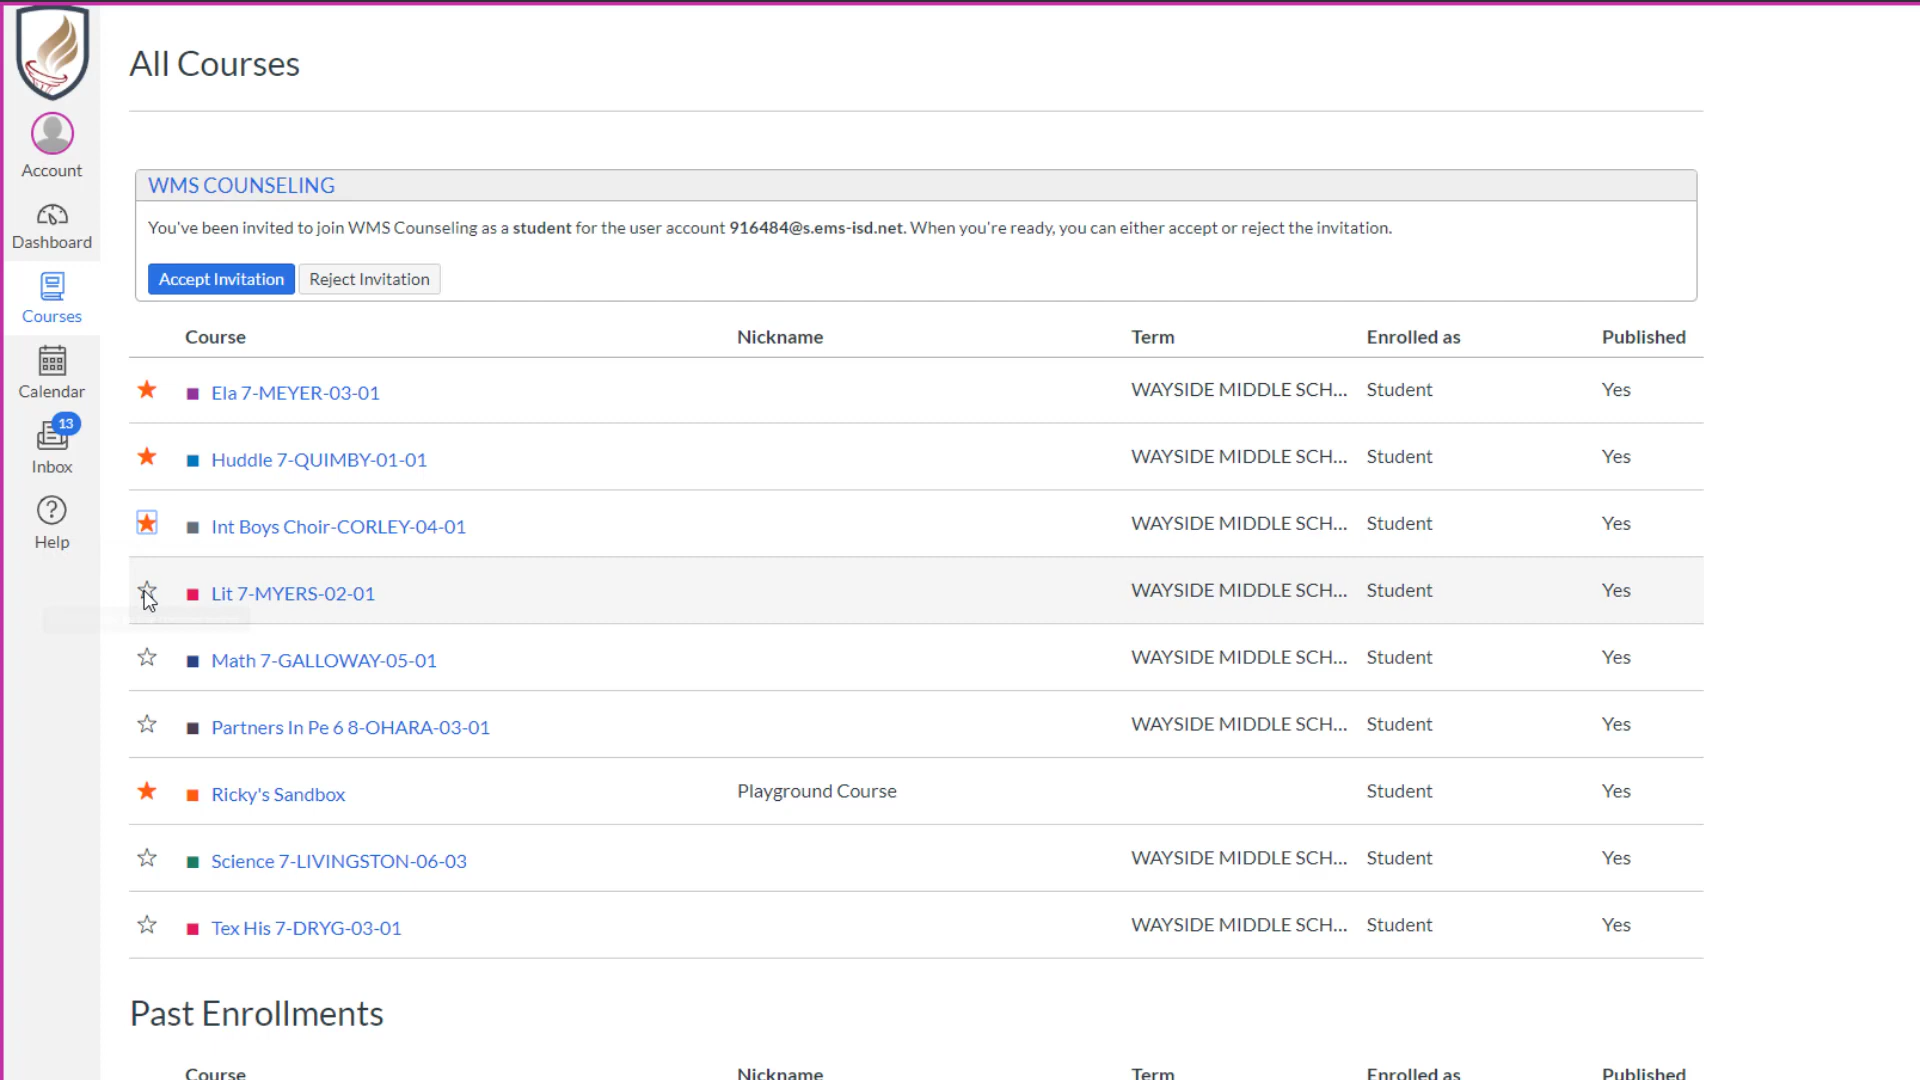 All Courses
Account
Dashboard
Courses
Calendar
13
Inbox
Help
WMS COUNSELING
You've been invited to join WMS Counseling as a student for the user account 916484@s.ems-isd.net. When you're ready, you can either accept or reject the invitation.
Accept Invitation Reject Invitation
Course Nickname Term Enrolled as Published
Ela 7-MEYER-03-01 WAYSIDE MIDDLE SCH... Student Yes
Huddle 7-QUIMBY-01-01 WAYSIDE MIDDLE SCH... Student Yes
Int Boys Choir-CORLEY-04-01 WAYSIDE MIDDLE SCH... Student Yes
Lit 7-MYERS-02-01 WAYSIDE MIDDLE SCH... Student Yes
Math 7-GALLOWAY-05-01 WAYSIDE MIDDLE SCH... Student Yes
Partners In Pe 6 8-OHARA-03-01 WAYSIDE MIDDLE SCH... Student Yes
Ricky's Sandbox Playground Course Student Yes
Science 7-LIVINGSTON-06-03 WAYSIDE MIDDLE SCH... Student Yes
Tex His 7-DRYG-03-01 WAYSIDE MIDDLE SCH... Student Yes
Past Enrollments
Course Nickname Term Enrolled as Published